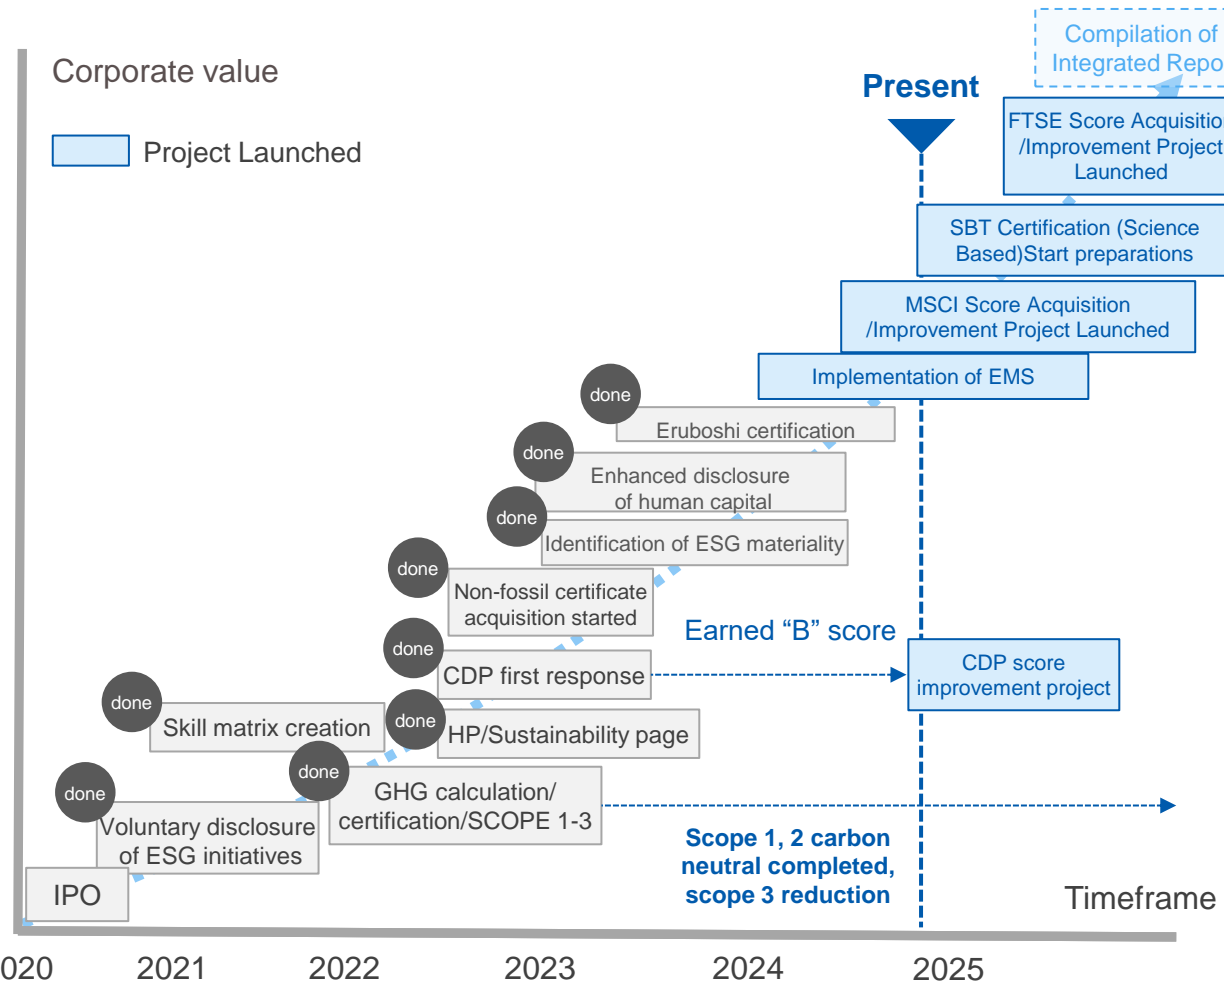 Corporate value
Project Launched
Present
Compilation of
Integrated Repo
FTSE Score Acquisition
/Improvement Project
Launched
SBT Certification (Science
Based)Start preparations
MSCI Score Acquisition
/Improvement Project Launched
Implementation of EMS
done
Eruboshi certification
done
Enhanced disclosure
of human capital
done
Identification of ESG materiality
done
Non-fossil certificate
acquisition started
done
CDP first response
Earned “B” score
CDP score
improvement project
done
Skill matrix creation
done
HP/Sustainability page
done
GHG calculation/
certification/SCOPE 1-3
done
Voluntary disclosure
of ESG initiatives
Scope 1, 2 carbon
neutral completed,
scope 3 reduction
IPO
Timeframe
020
2021
2022
2023
2024
2025